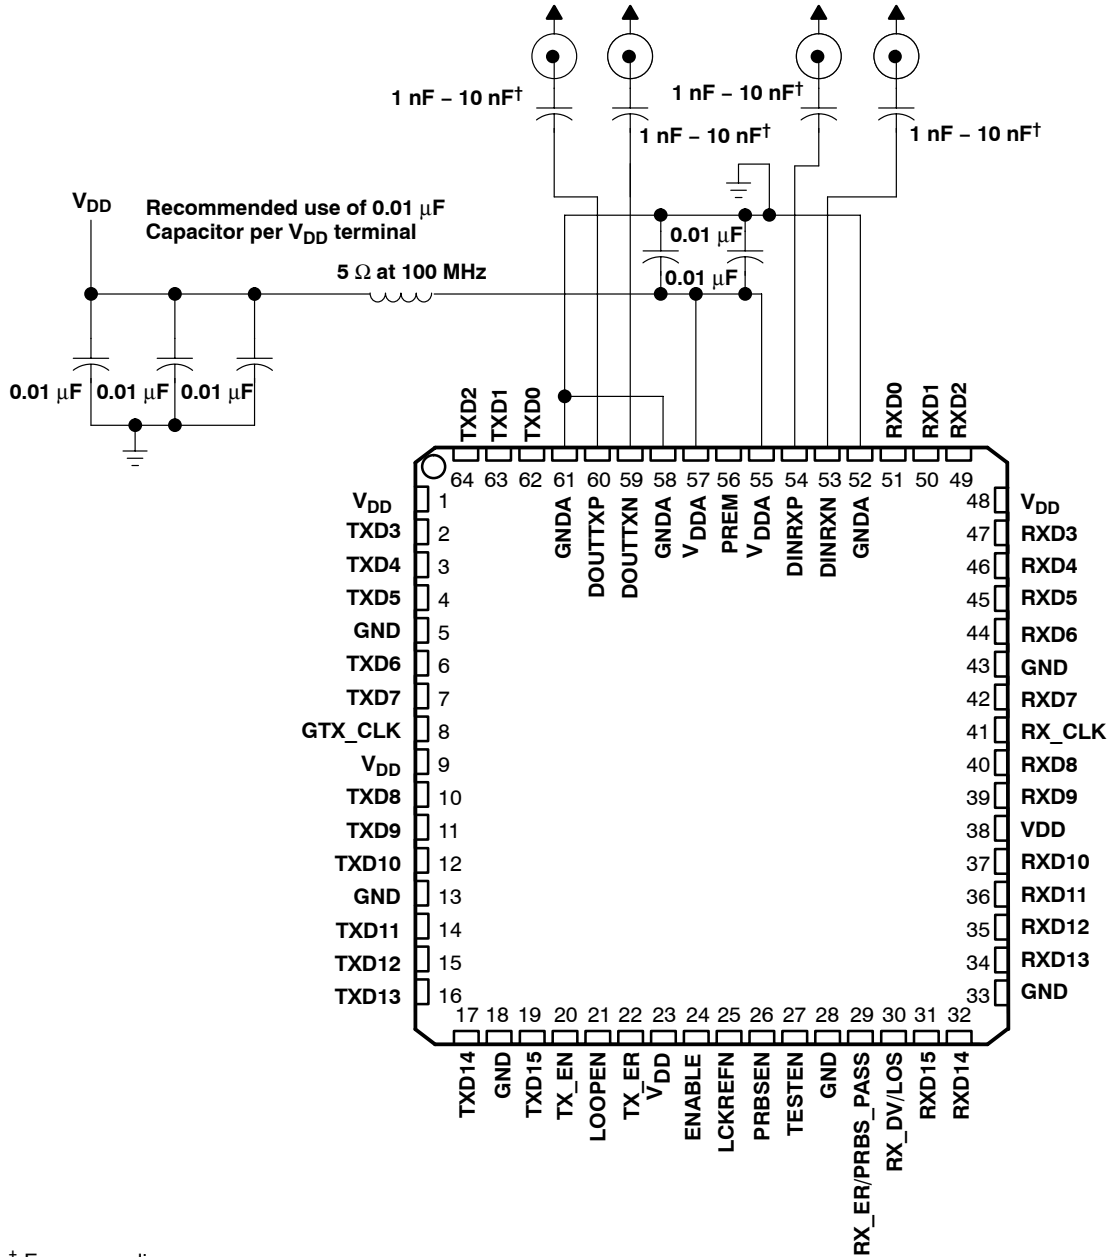 1 nF – 10 nF†
1 nF – 10 nF†
1 nF – 10 nF†
1 nF – 10 nF†
VDD
Recommended use of 0.01 μF
Capacitor per VDD terminal
5 Ω at 100 MHz
0.01 μF
0.01 μF
0.01 μF
0.01 μF
0.01 μF
TXD2
TXD1
TXD0
RXD0
RXD1
RXD2
64
63
62
61
60
59
58
57
56
55
54
53
52
51
50
49
GNDA
DOUTTXP
DOUTTXN
GNDA
VDDA
PREM
VDDA
DINRXP
DINRXN
GNDA
VDD 1
TXD3 2
TXD4 3
TXD5 4
GND 5
TXD6 6
TXD7 7
GTX_CLK 8
VDD 9
TXD8 10
TXD9 11
TXD10 12
GND 13
TXD11 14
TXD12 15
TXD13 16
48 VDD
47 RXD3
46 RXD4
45 RXD5
44 RXD6
43 GND
42 RXD7
41 RX_CLK
40 RXD8
39 RXD9
38 VDD
37 RXD10
36 RXD11
35 RXD12
34 RXD13
33 GND
17
18
19
20
21
22
23
24
25
26
27
28
29
30
31
32
TXD14
GND
TXD15
TX_EN
LOOPEN
TX_ER
VDD
ENABLE
LCKREFN
PRBSEN
TESTEN
GND
RX_ER/PRBS_PASS
RX_DV/LOS
RXD15
RXD14